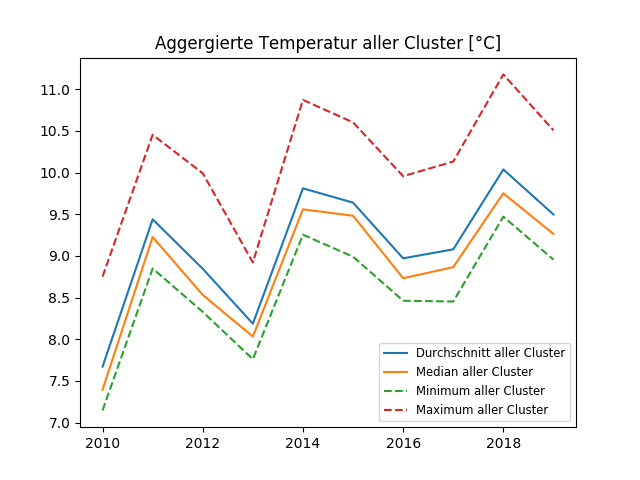 Aggergierte Temperatur aller Cluster [°C]
11.0
10.5
10.0
9.5
9.0
8.5
8.0
7.5
7.0
2010 2012 2014 2016 2018
Durchschnitt aller Cluster
Median aller Cluster
Minimum aller Cluster
Maximum aller Cluster